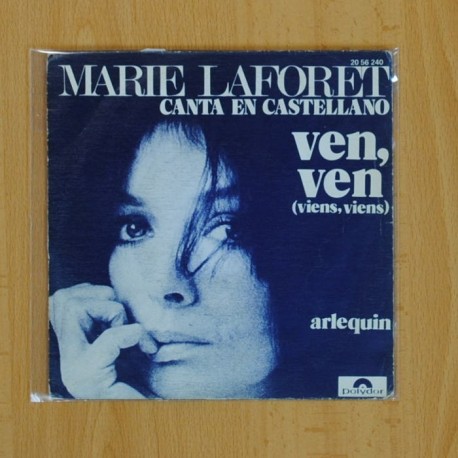 20 56 240
MARIE LAFORET
CANTA EN CASTELLANO
ven,
ven
(viens, viens)
arlequin
Polydor